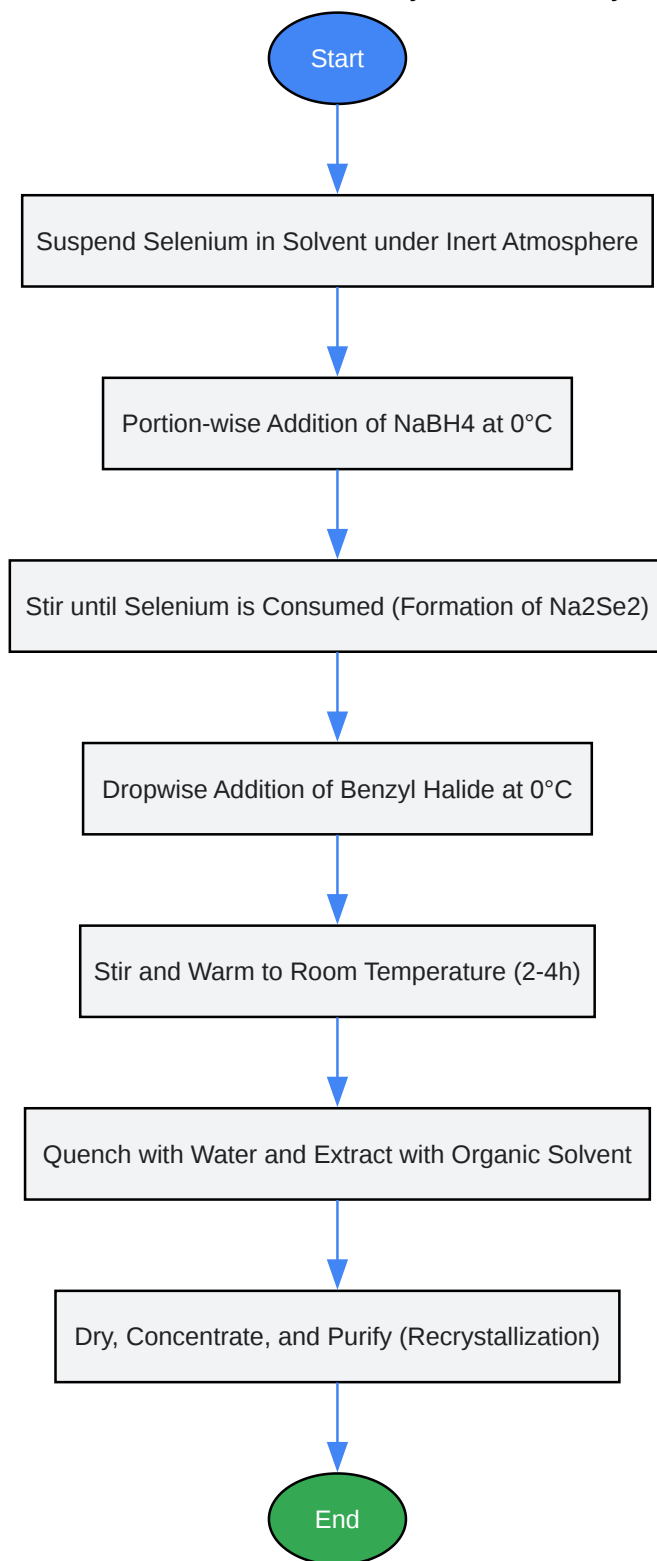 Start
Suspend Selenium in Solvent under Inert Atmosphere
Portion-wise Addition of NaBH4 at 0°C
Stir until Selenium is Consumed (Formation of Na2Se2)
Dropwise Addition of Benzyl Halide at 0°C
Stir and Warm to Room Temperature (2-4h)
Quench with Water and Extract with Organic Solvent
Dry, Concentrate, and Purify (Recrystallization)
End